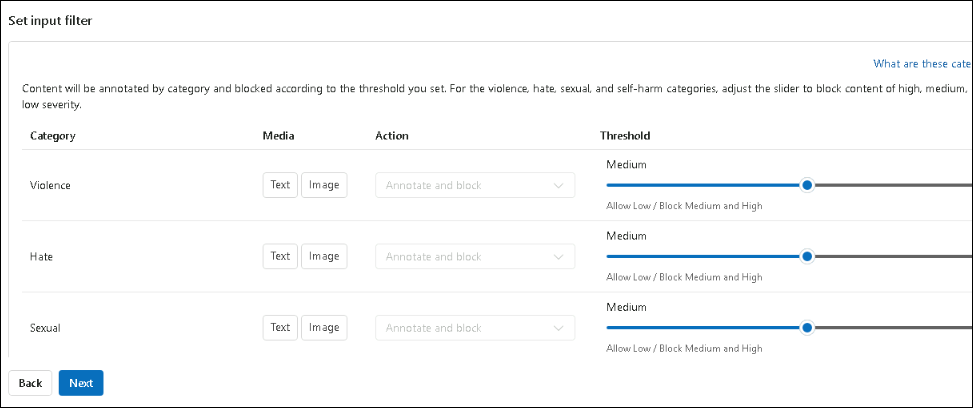 Set input filter
What are these cate
Content will be annotated by category and blocked according to the threshold you set. For the violence, hate, sexual, and self-harm categories, adjust the slider to block content of high, medium,
low severity.
Category Media Action Threshold
Medium
Violence Text Image Annotate and block
Allow Low / Block Medium and High
Medium
Hate Text Image Annotate and block
Allow Low / Block Medium and High
Medium
Sexual Text Image Annotate and block
Allow Low / Block Medium and High
Back Next